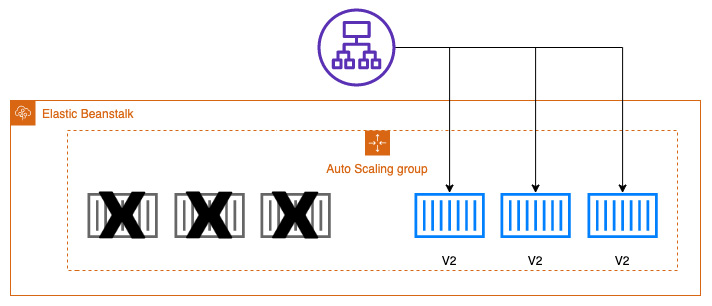 Elastic Beanstalk
Auto Scaling group
V2 V2 V2